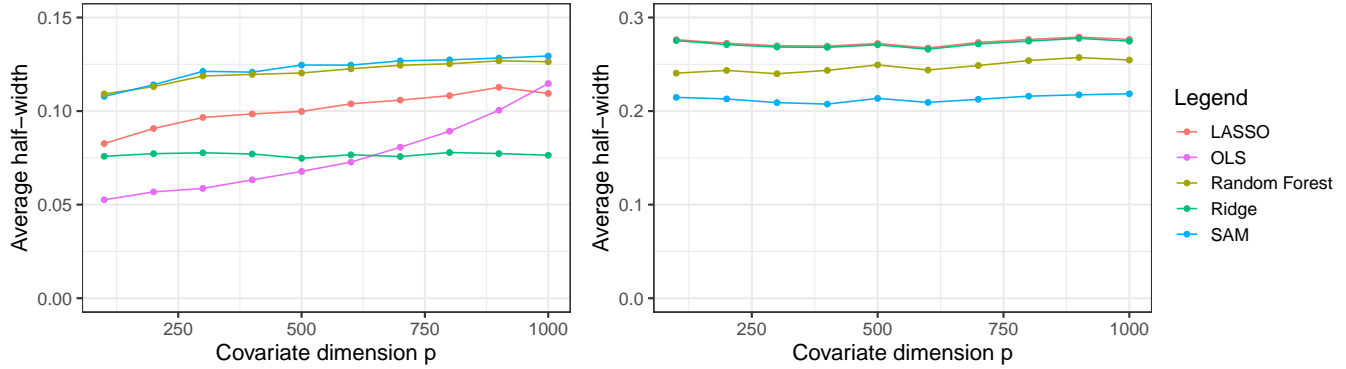 Average half−width
0.15
0.10
0.05
0.00
250
500
750
1000
Covariate dimension p
Average half−width
0.3
0.2
0.1
0.0
250
500
750
1000
Covariate dimension p
Legend
LASSO
OLS
Random Forest
Ridge
SAM